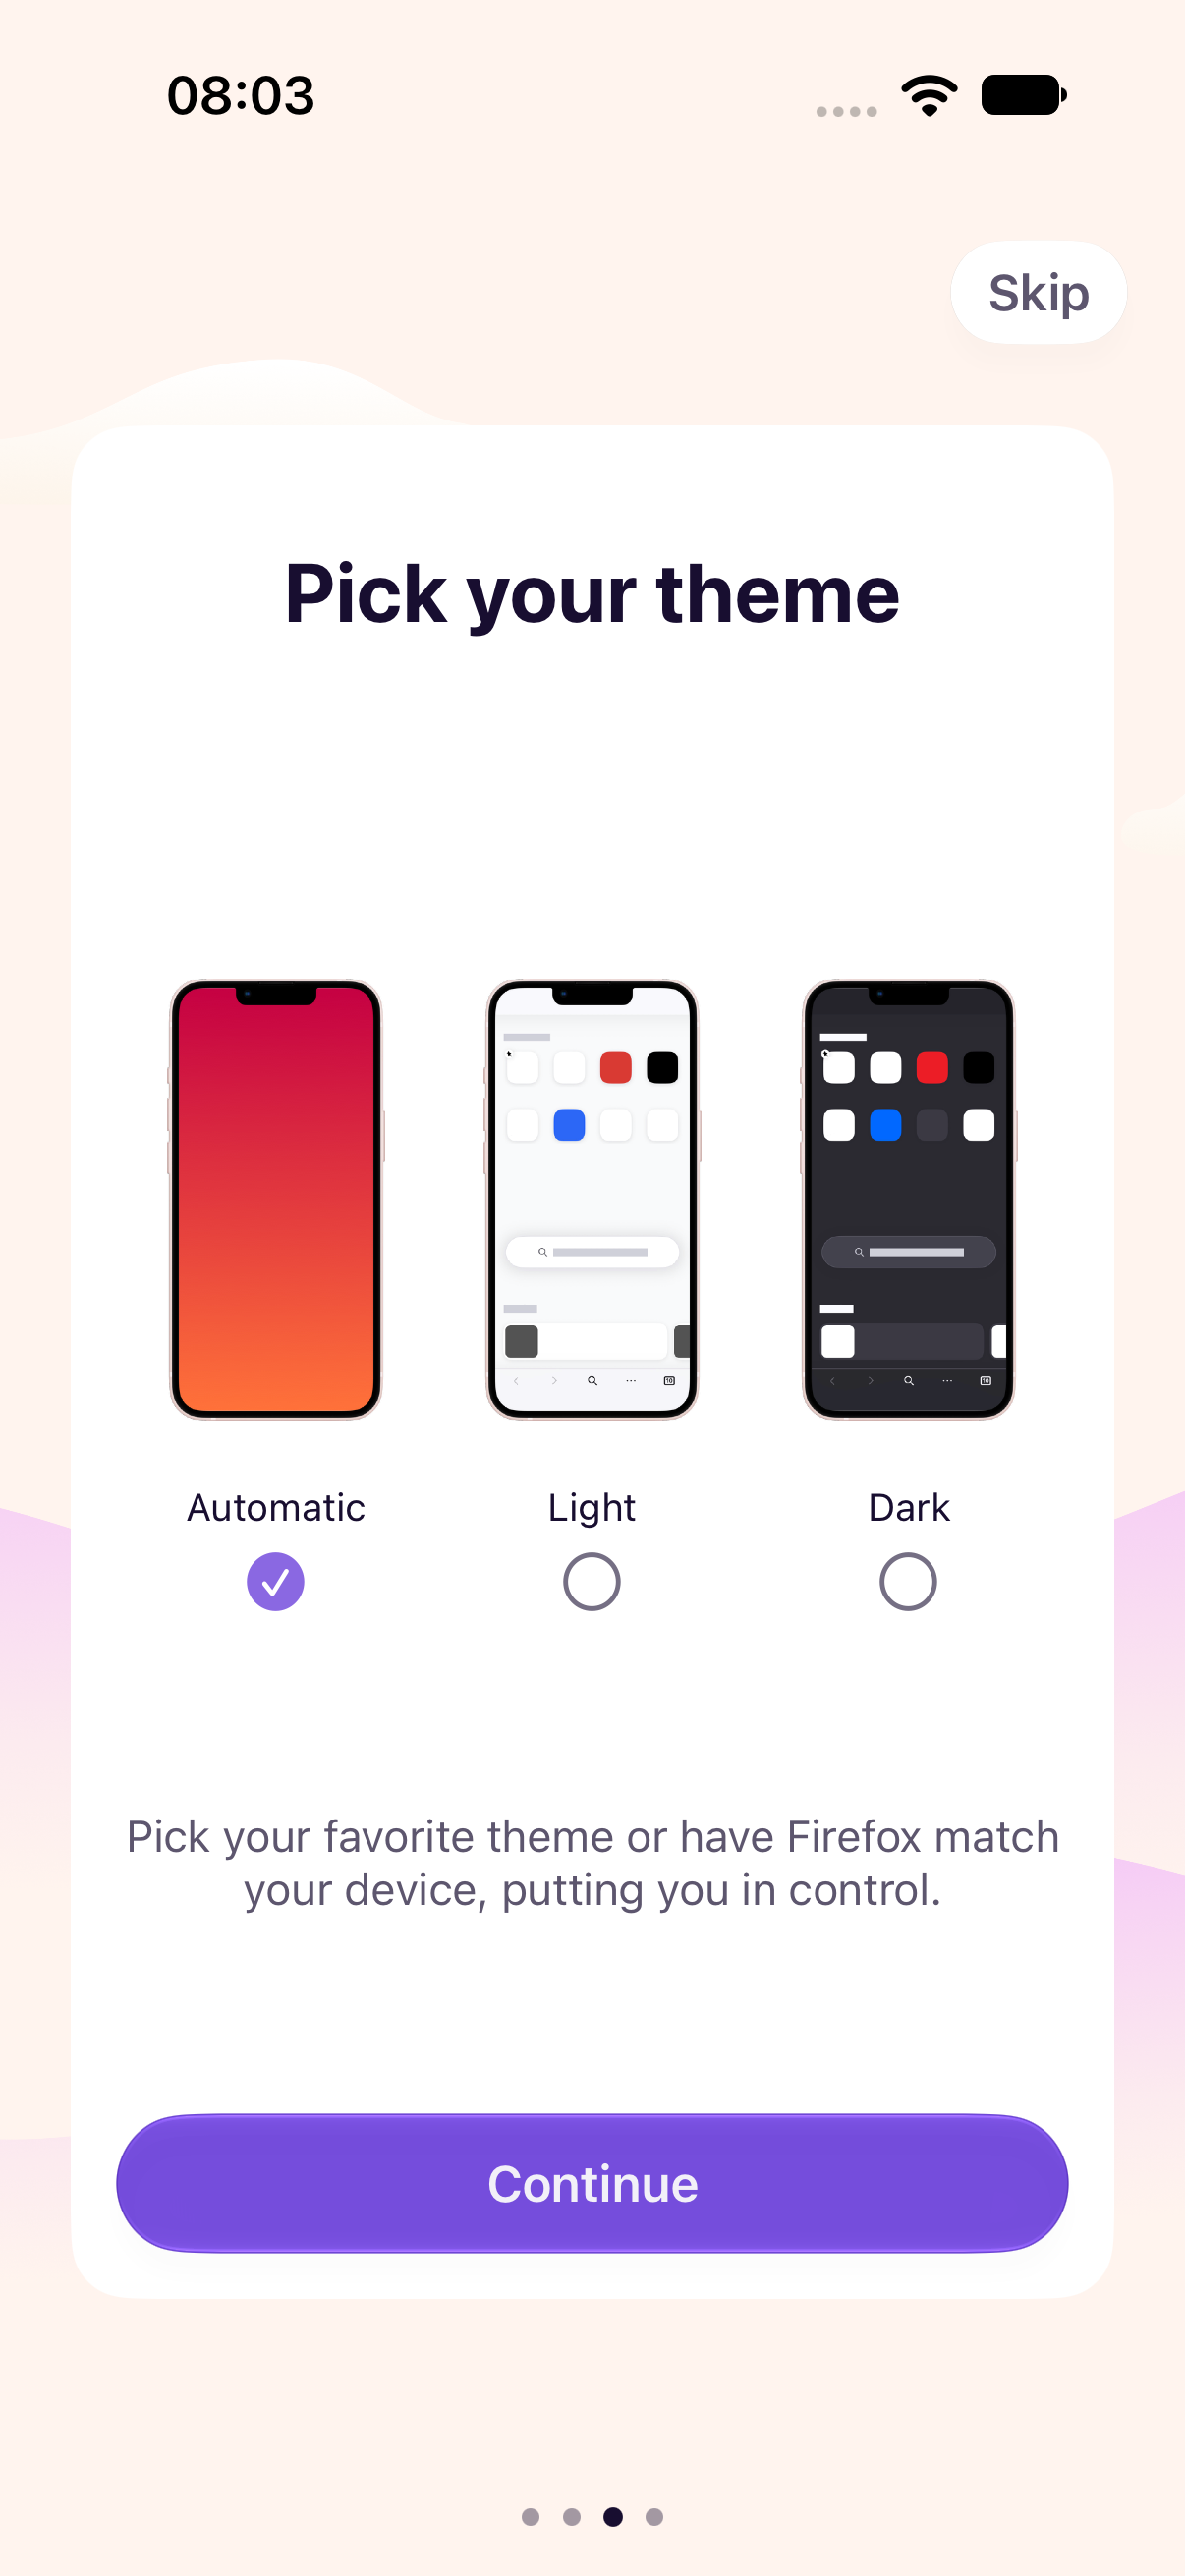 08:03
Skip
Pick your theme
Automatic
Light
Dark
Pick your favorite theme or have Firefox match
your device, putting you in control.
Continue